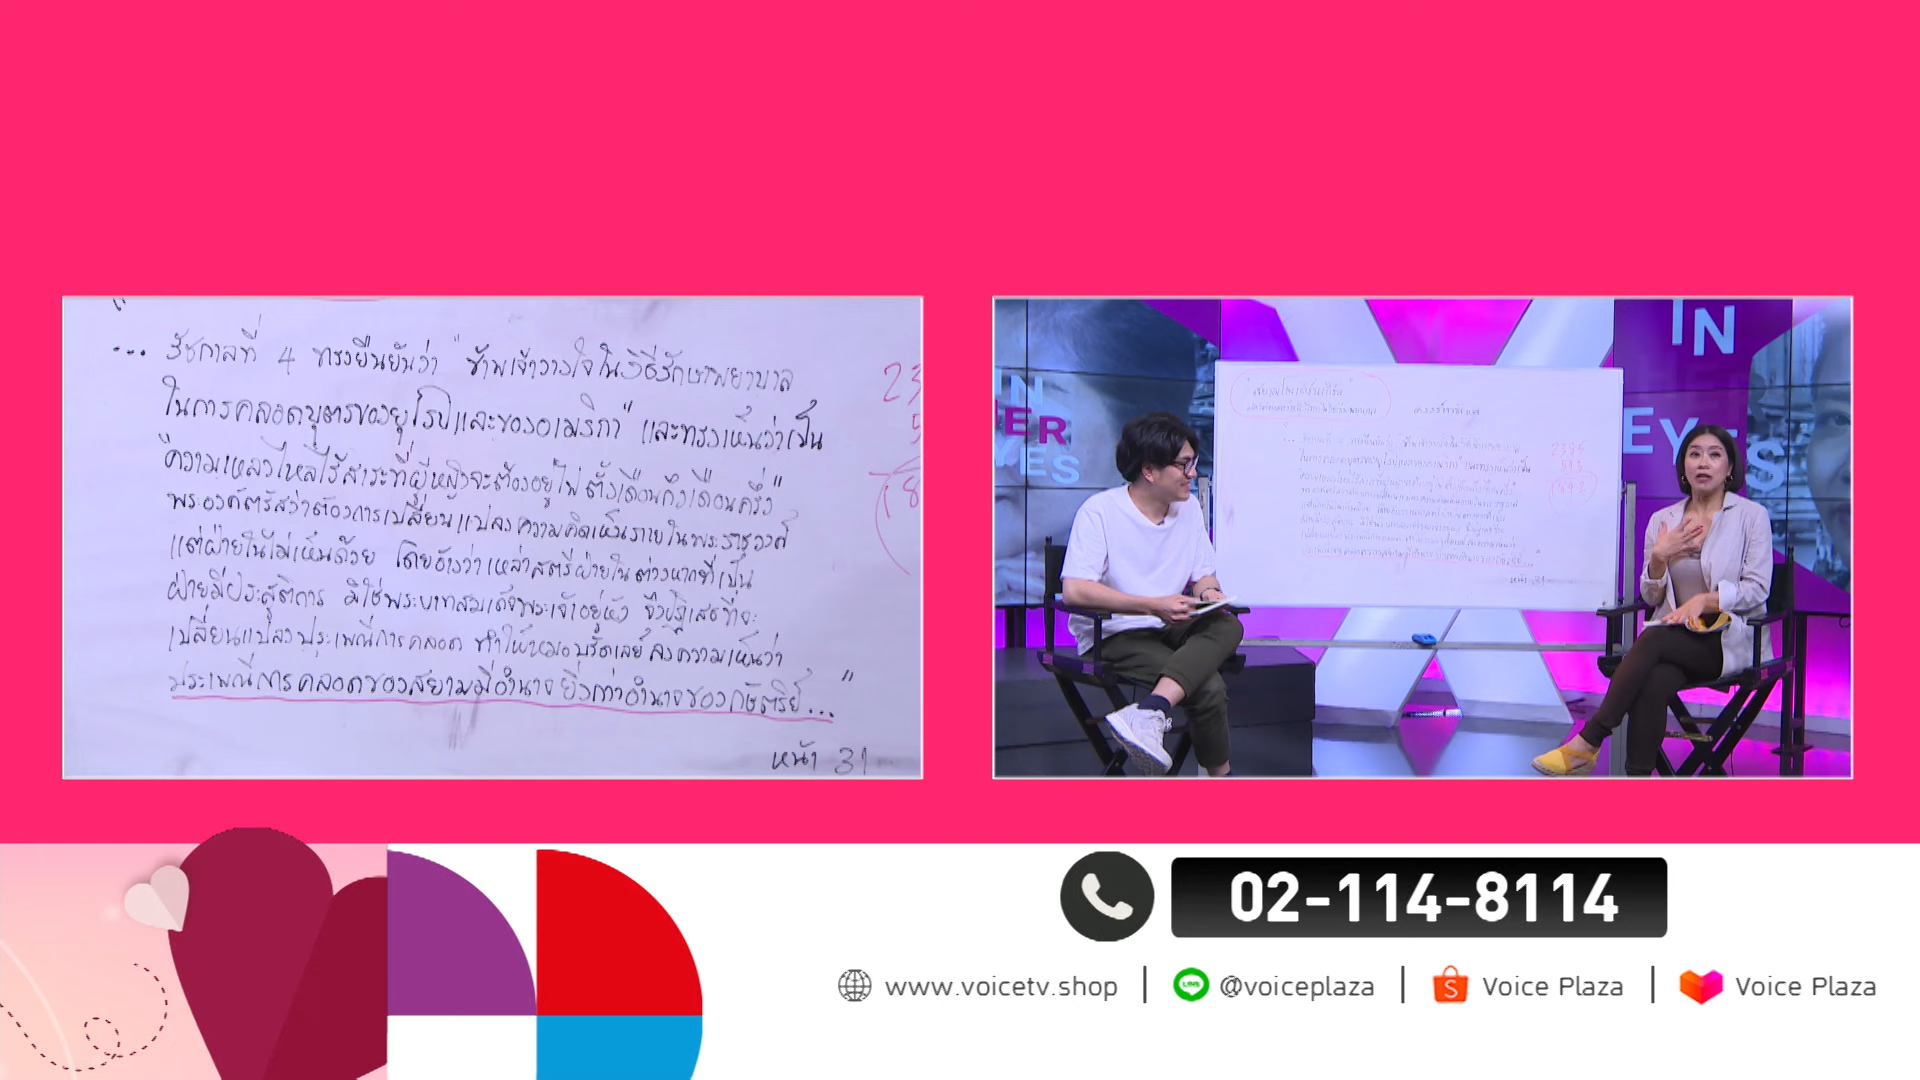 ... รัชกาลที่ 4 ทรงยืนยันว่า "ข้าพเจ้าวางใจในวิธีรักษาพยาบาล
ในการคลอดบุตรของยุโรปและของอเมริกา" และทรงเห็นว่าเป็น
"ความเหลวไหลไร้สาระที่ผู้หญิงจะต้องอยู่ไฟตั้งเดือนถึงเดือนครึ่ง"
พระองค์ตรัสว่าต้องการเปลี่ยนแปลงความคิดเห็นภายในพระราชวงศ์
แต่ฝ่ายในไม่เห็นด้วย โดยอ้างว่าเหล่าสตรีฝ่ายในต่างหากที่เป็น
ฝ่ายมีประสูติการ มิใช่พระบาทสมเด็จพระเจ้าอยู่หัว จึงปฏิเสธที่จะ
เปลี่ยนแปลงประเพณีการคลอด ทำให้หมอบรัดเลย์ลงความเห็นว่า
ประเพณีการคลอดของสยามมีอำนาจยิ่งกว่าอำนาจของกษัตริย์..."
หน้า 31
IN
IN
ER
EYES
YES
02-114-8114
www.voicetv.shop | @voiceplaza | Voice Plaza | Voice Plaza